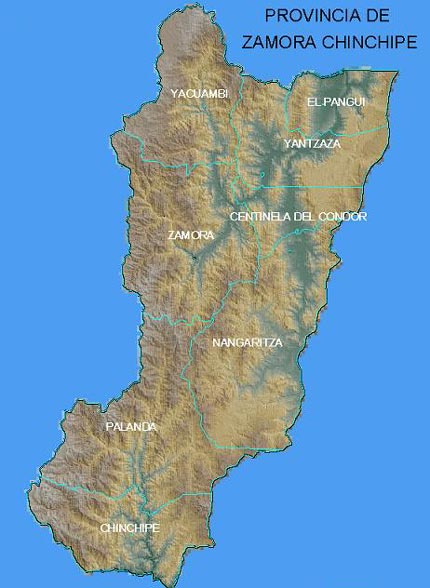 PROVINCIA DE
ZAMORA CHINCHIPE
YACUAMBI
EL PANGUI
YANTZAZA
CENTINELA DEL CONDOR
ZAMORA
NANGARITZA
PALANDA
CHINCHIPE